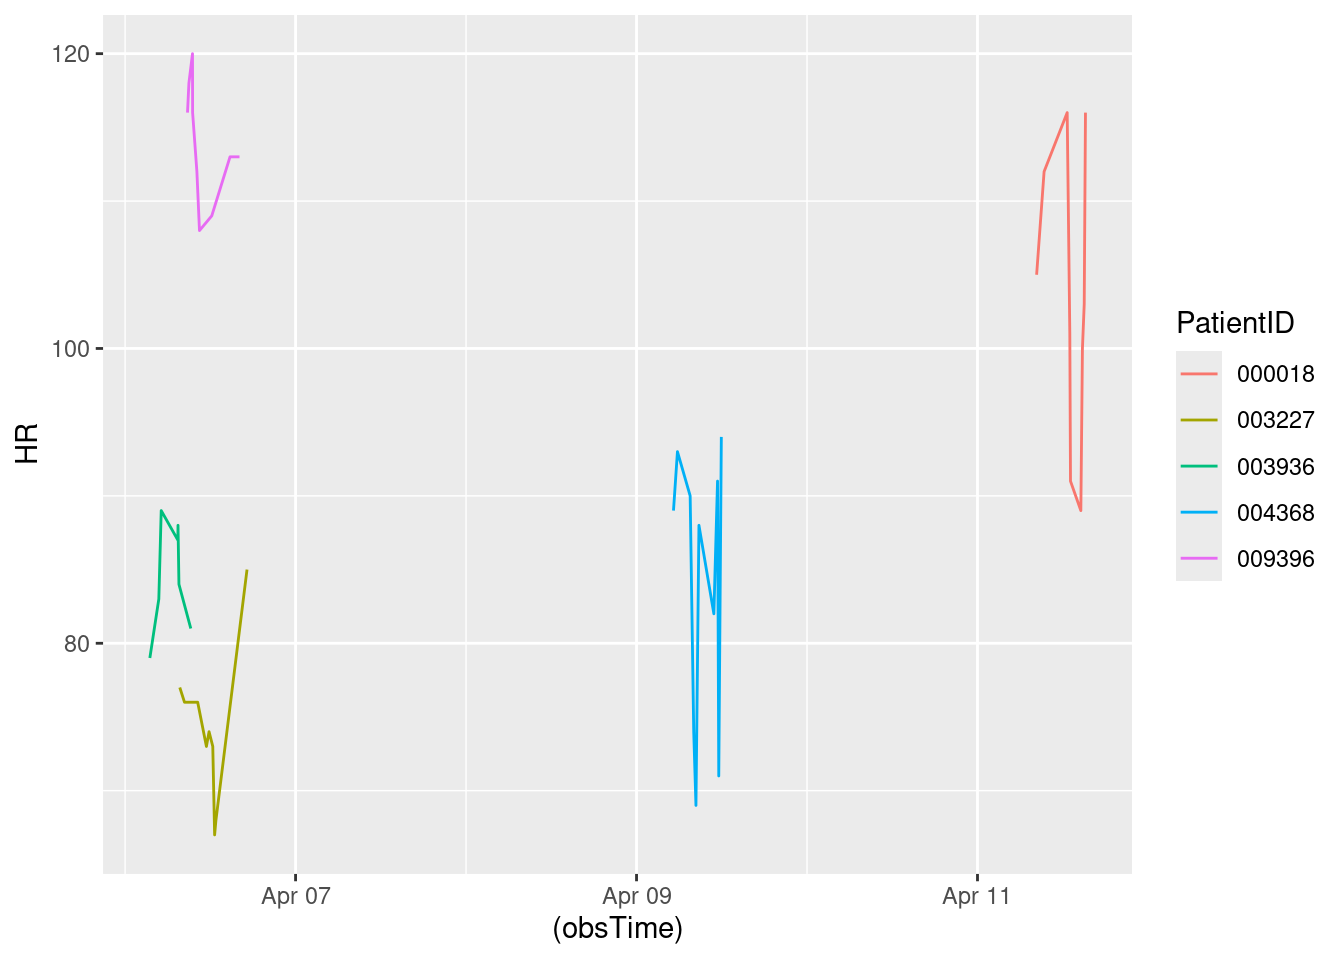 120
100
80
HR
Apr 07
Apr 09
Apr 11
(obsTime)
PatientID
000018
003227
003936
004368
009396